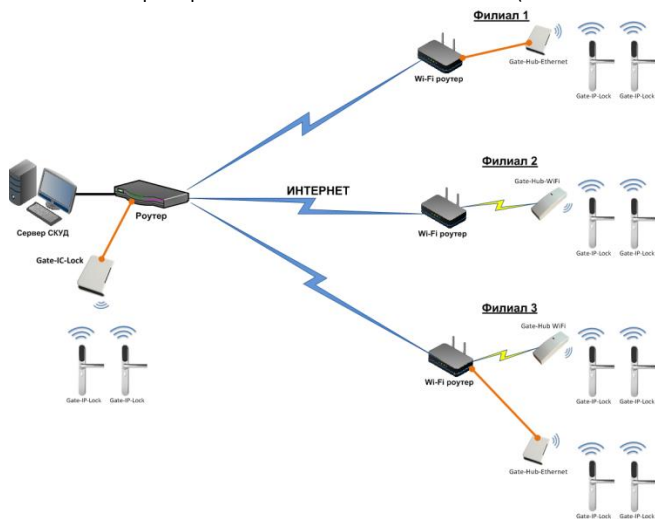 Филиал 1
Gate-Hub-Ethernet
Wi-Fi роутер
Gate-IP-Lock
Gate-IP-Lock
Филиал 2
Gate-Hub-WiFi
ИНТЕРНЕТ
Wi-Fi роутер
Gate-IP-Lock
Gate-IP-Lock
Сервер СКУД
Роутер
Gate-IC-Lock
Gate-IP-Lock
Gate-IP-Lock
Филиал 3
Gate-Hub WiFi
Wi-Fi роутер
Gate-IP-Lock
Gate-IP-Lock
Gate-Hub-Ethernet
Gate-IP-Lock
Gate-IP-Lock